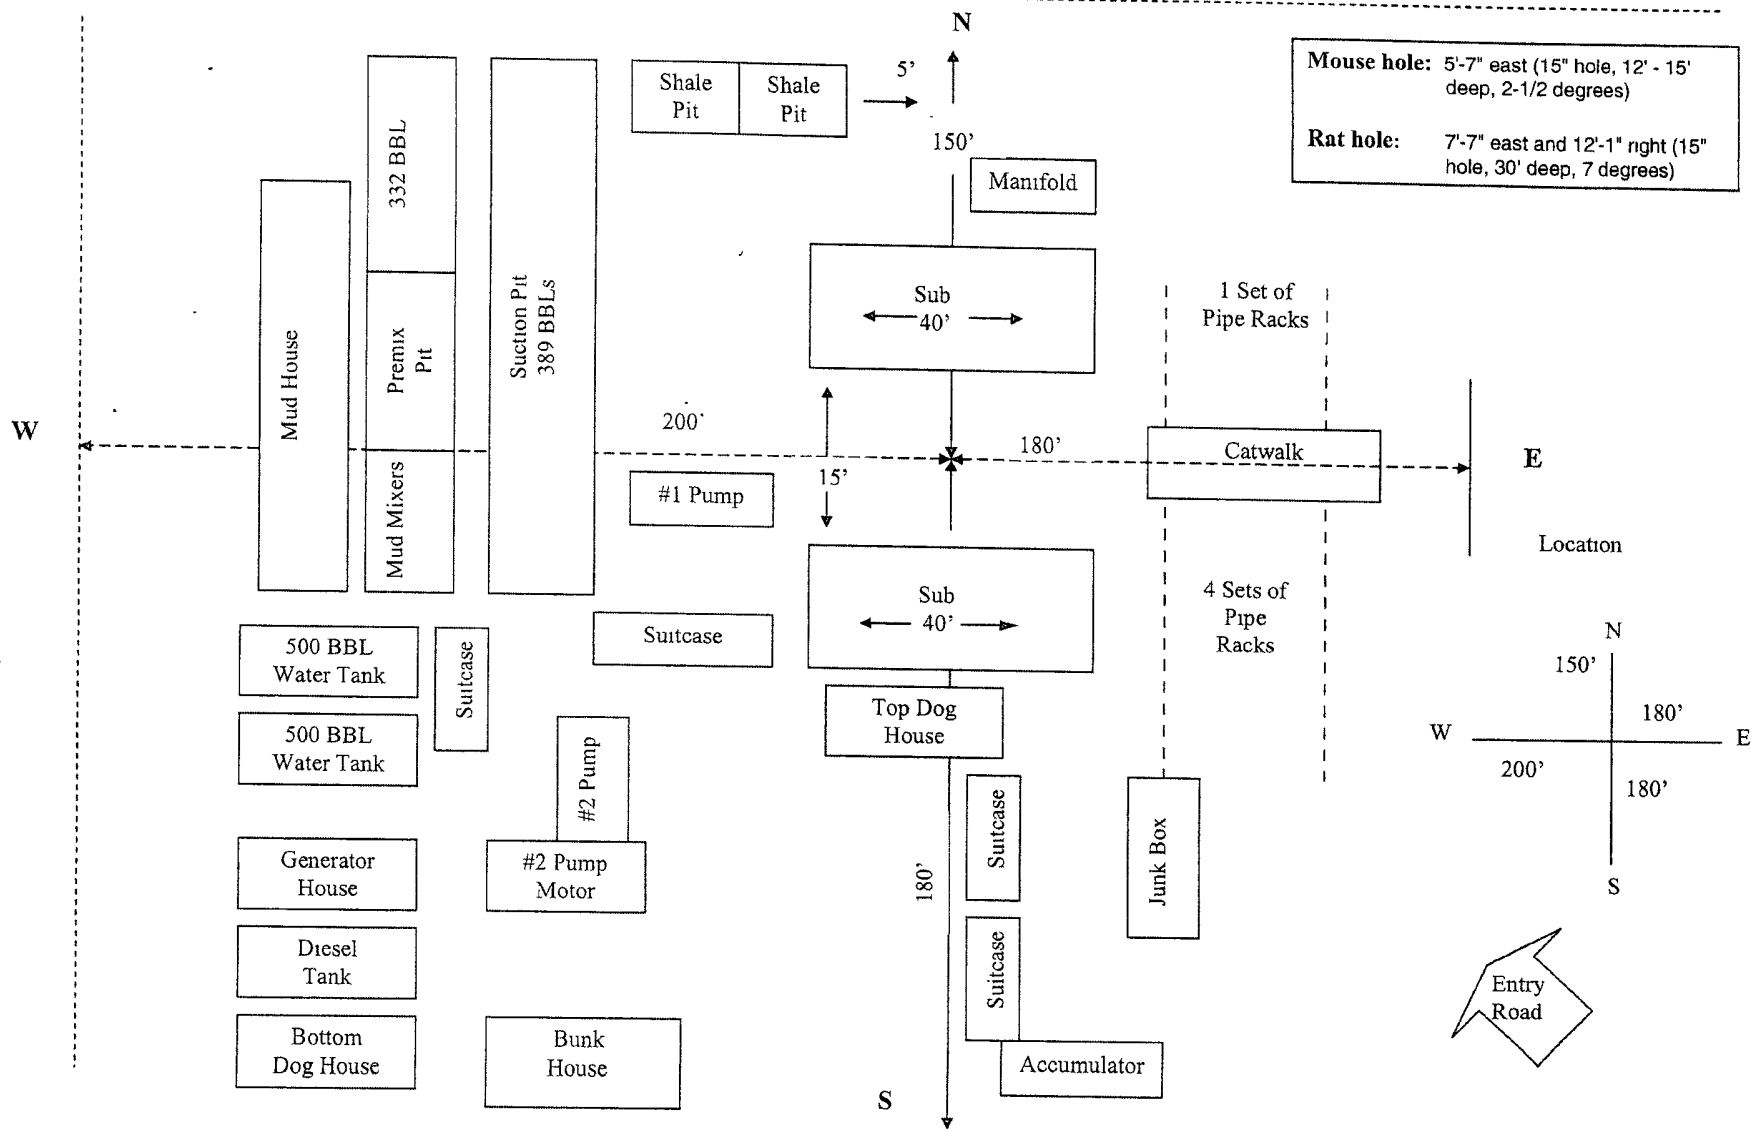 N
Mouse hole: 5'-7" east (15" hole, 12' - 15'
deep, 2-1/2 degrees)
Rat hole: 7'-7" east and 12'-1" right (15"
hole, 30' deep, 7 degrees)
Shale
Pit
Shale
Pit
5'
150'
Manifold
332 BBL
Premix
Pit
Mud Mixers
Mud House
Suction Pit
389 BBLs
Sub
40'
1 Set of
Pipe Racks
W
200'
15'
180'
Catwalk
E
#1 Pump
Location
Sub
40'
4 Sets of
Pipe
Racks
Suitcase
500 BBL
Water Tank
Suitcase
500 BBL
Water Tank
Top Dog
House
#2 Pump
#2 Pump
Motor
Generator
House
Diesel
Tank
Bottom
Dog House
Bunk
House
180'
Suitcase
Suitcase
Junk Box
Accumulator
S
N
150'
W
180'
E
200'
180'
S
Entry
Road